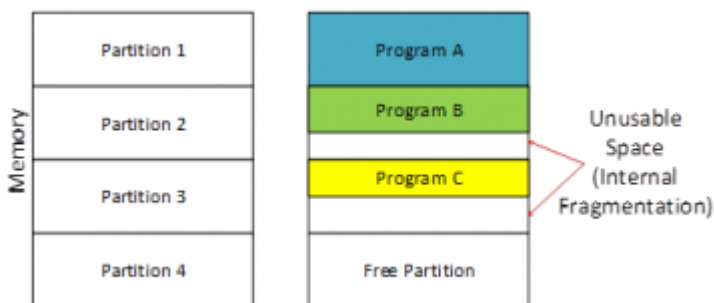 Memory
Partition 1
Partition 2
Partition 3
Partition 4
Program A
Program B
Program C
Free Partition
Unusable
Space
(Internal
Fragmentation)